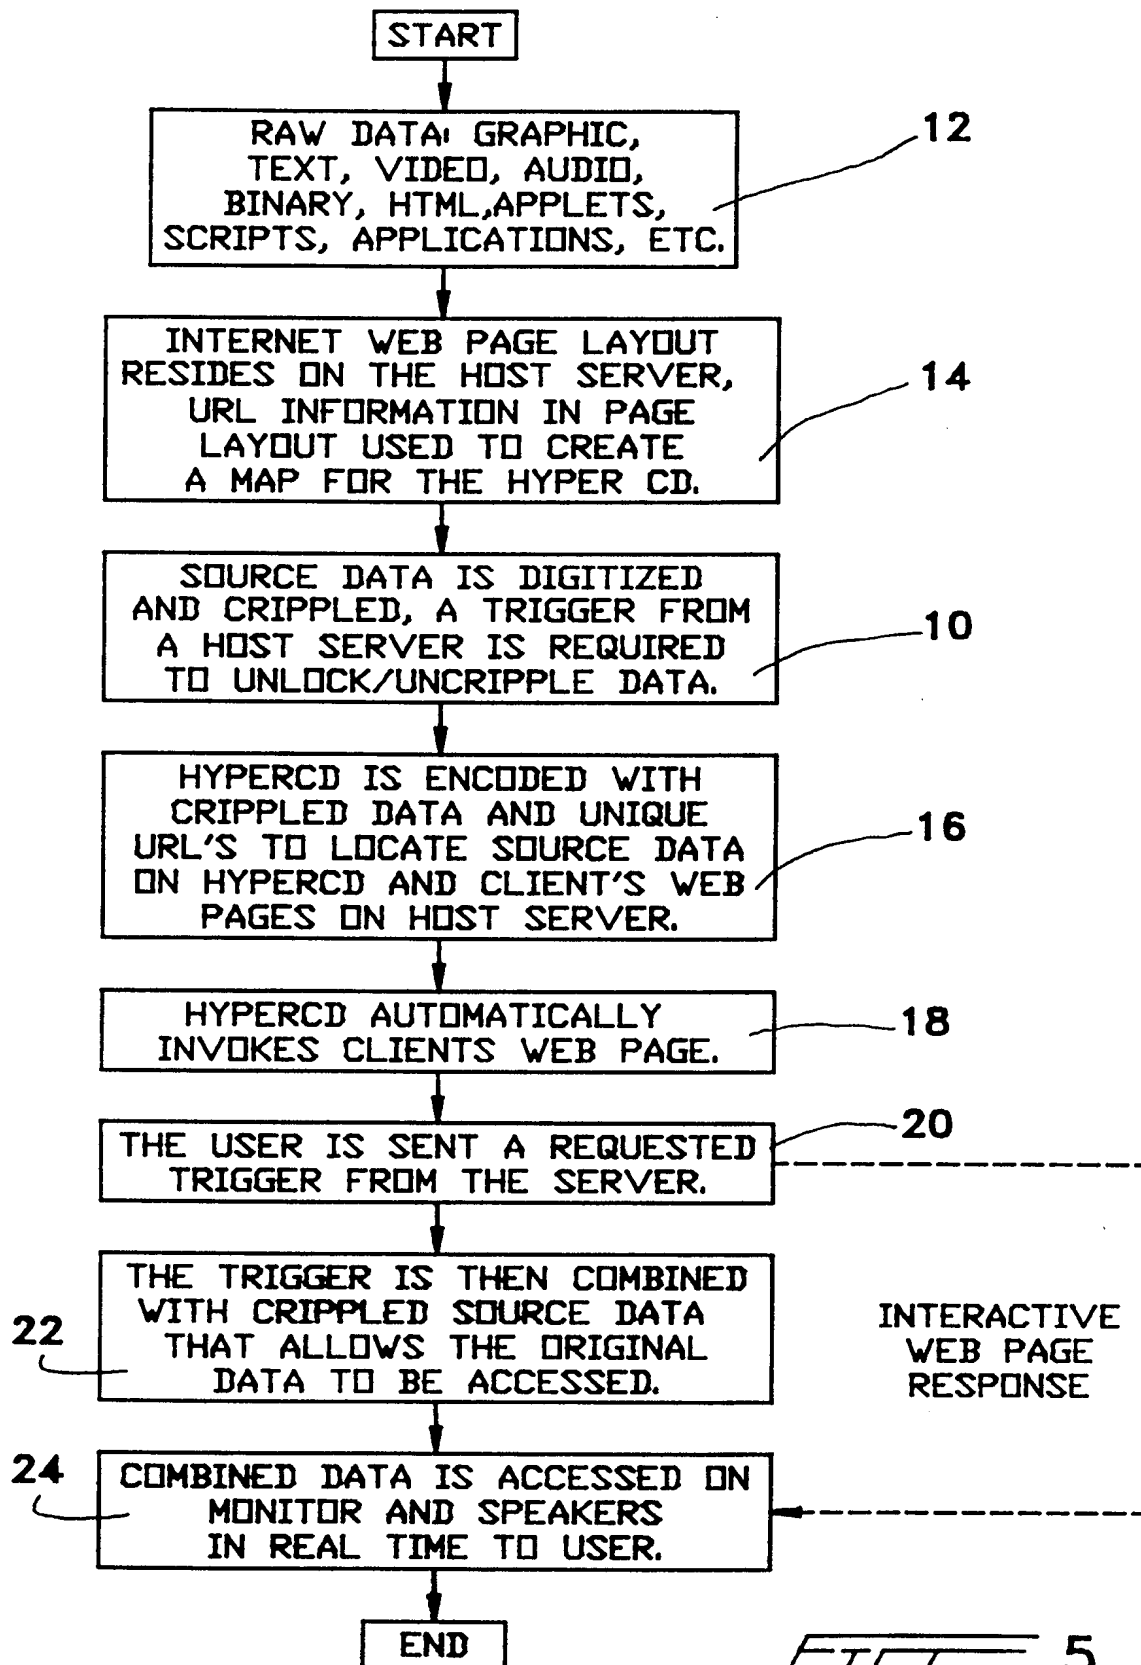 START
RAW DATA: GRAPHIC,
TEXT, VIDEO, AUDIO,
BINARY, HTML,APPLETS,
SCRIPTS, APPLICATIONS, ETC.
12
INTERNET WEB PAGE LAYOUT
RESIDES ON THE HOST SERVER,
URL INFORMATION IN PAGE
LAYOUT USED TO CREATE
A MAP FOR THE HYPER CD.
14
SOURCE DATA IS DIGITIZED
AND CRIPPLED, A TRIGGER FROM
A HOST SERVER IS REQUIRED
TO UNLOCK/UNCRIPPLE DATA.
10
HYPERCD IS ENCODED WITH
CRIPPLED DATA AND UNIQUE
URL'S TO LOCATE SOURCE DATA
ON HYPERCD AND CLIENT'S WEB
PAGES ON HOST SERVER.
16
HYPERCD AUTOMATICALLY
INVOKES CLIENTS WEB PAGE.
18
THE USER IS SENT A REQUESTED
TRIGGER FROM THE SERVER.
20
THE TRIGGER IS THEN COMBINED
WITH CRIPPLED SOURCE DATA
THAT ALLOWS THE ORIGINAL
DATA TO BE ACCESSED.
22
INTERACTIVE
WEB PAGE
RESPONSE
COMBINED DATA IS ACCESSED ON
MONITOR AND SPEAKERS
IN REAL TIME TO USER.
24
END
5